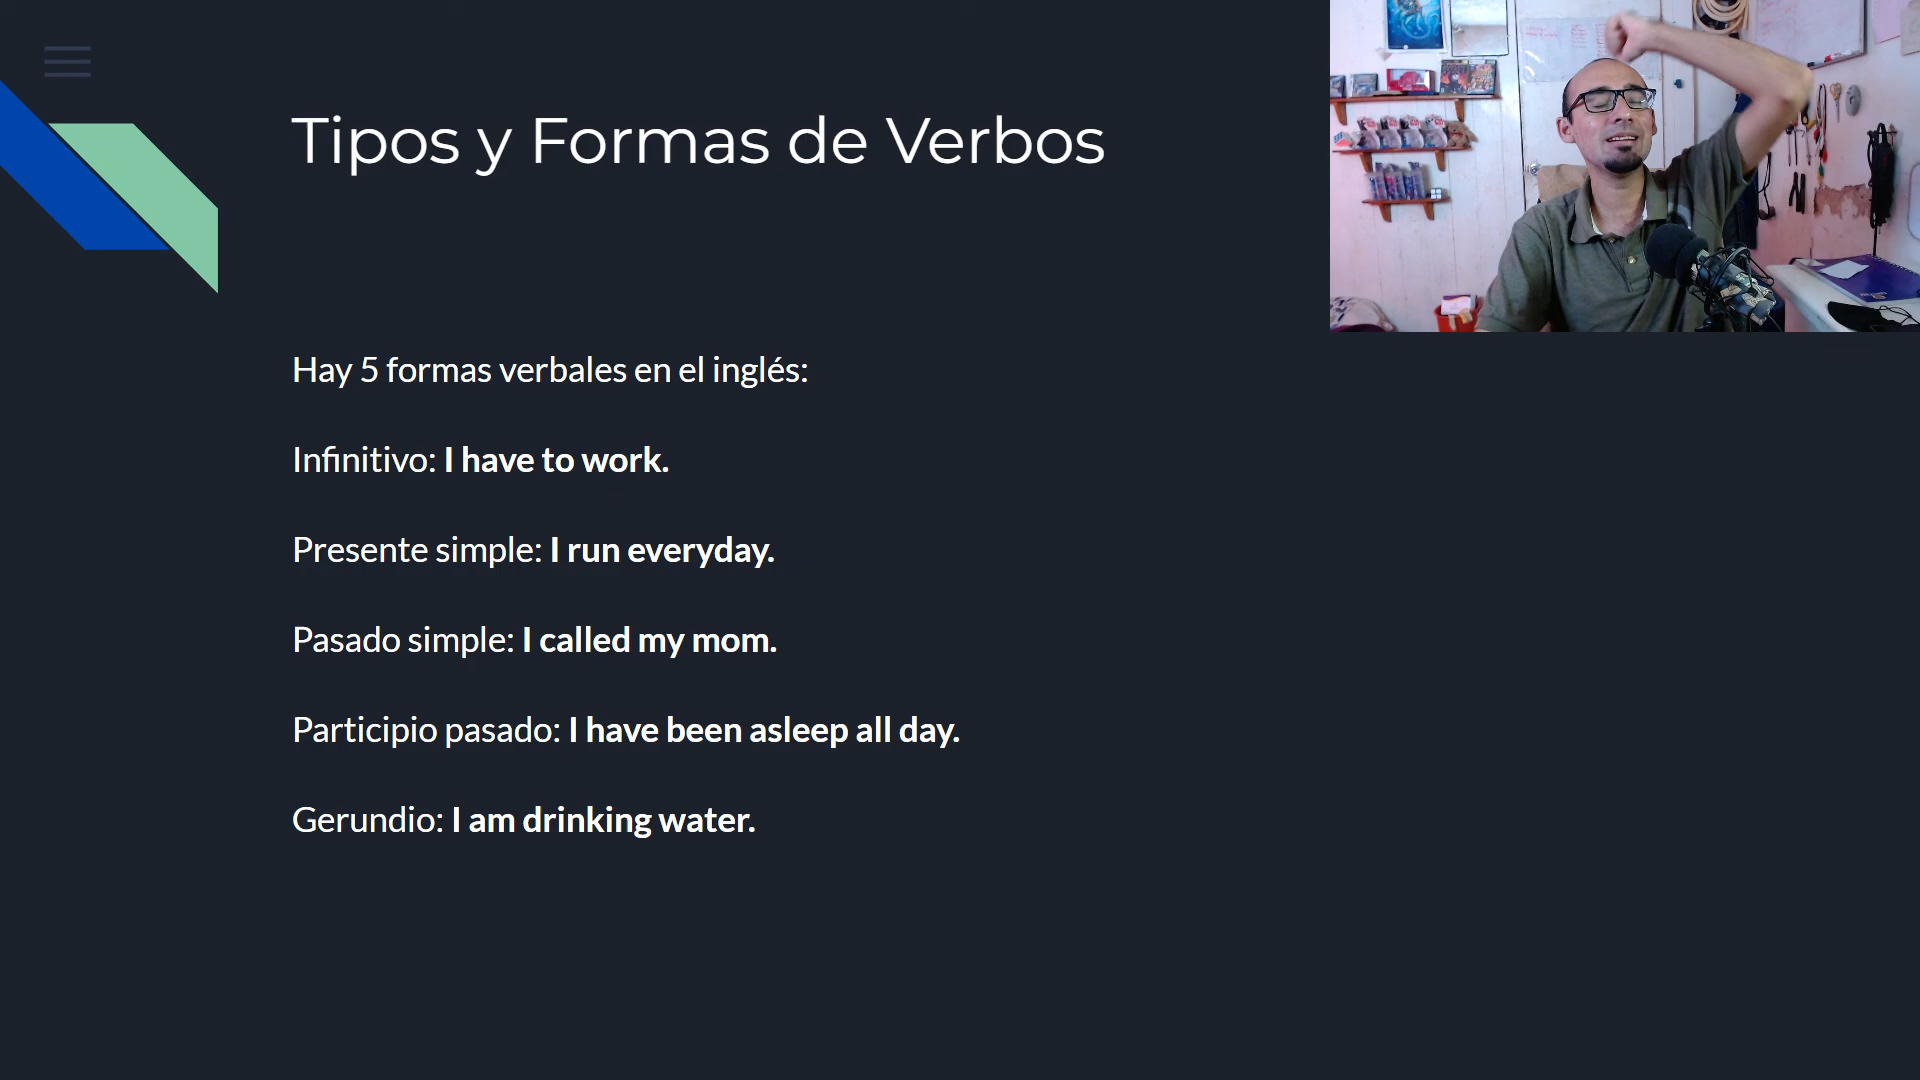 Tipos y Formas de Verbos
Hay 5 formas verbales en el inglés:
Infinitivo: I have to work.
Presente simple: I run everyday.
Pasado simple: I called my mom.
Participio pasado: I have been asleep all day.
Gerundio: I am drinking water.